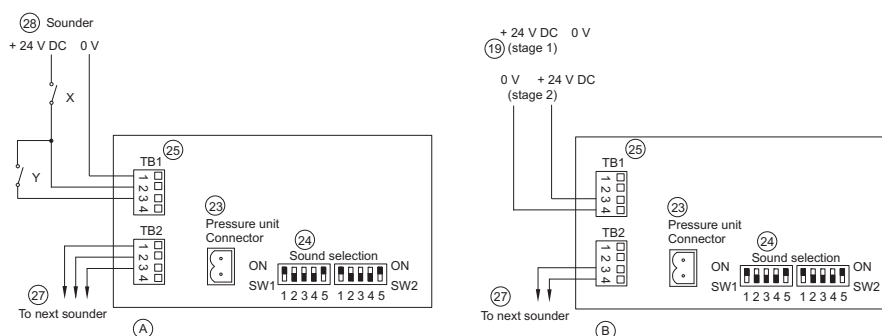 28 Sounder
+ 24 V DC 0 V
X
Y
25
TB1
1 2 3 4
23
Pressure unit
Connector
24
Sound selection
TB2
1 2 3 4
ON ON
SW1 1 2 3 4 5 1 2 3 4 5 SW2
27
To next sounder
A
+ 24 V DC 0 V
19 (stage 1)
0 V + 24 V DC
(stage 2)
25
TB1
1 2 3 4
23
Pressure unit
Connector
24
Sound selection
TB2
1 2 3 4
ON ON
SW1 1 2 3 4 5 1 2 3 4 5 SW2
27
To next sounder
B